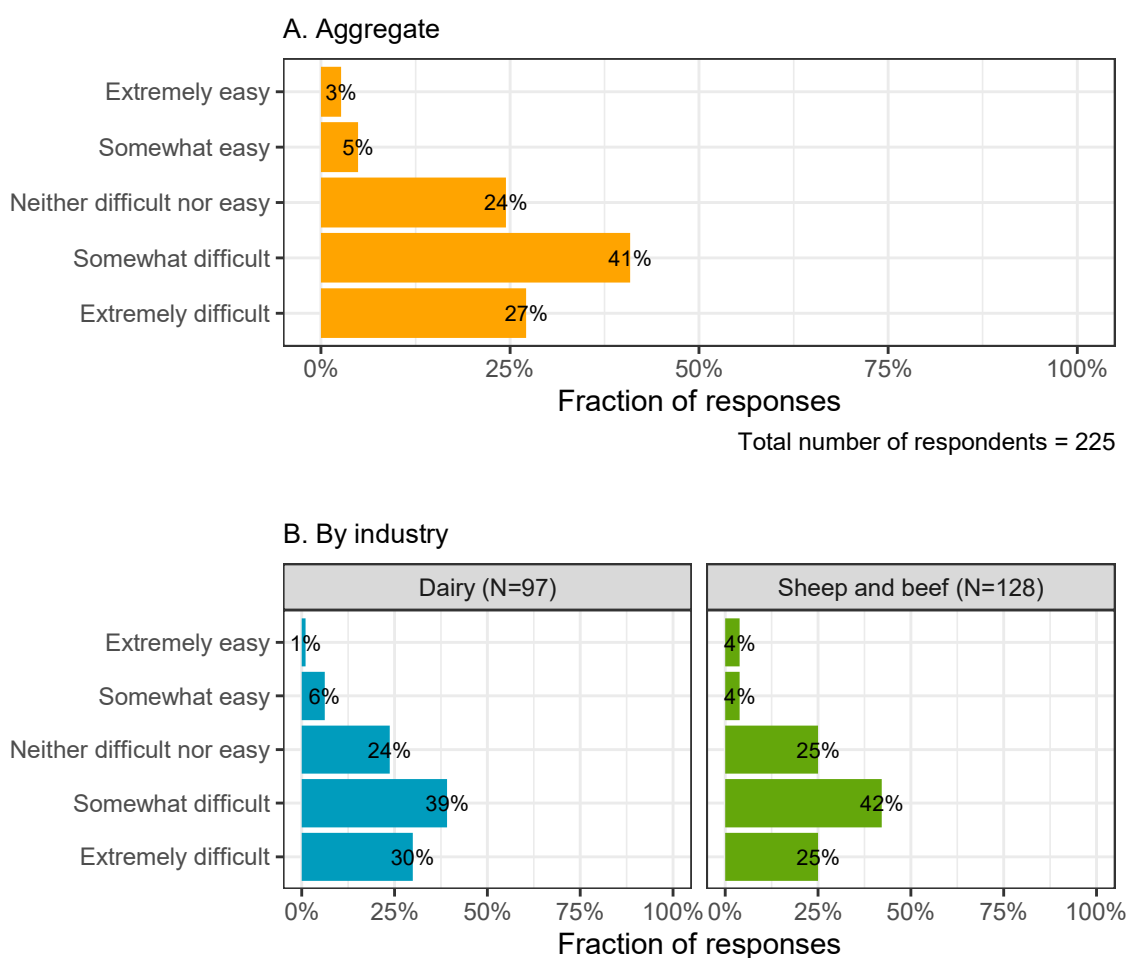 A. Aggregate
Extremely easy
3%
Somewhat easy
5%
Neither difficult nor easy
24%
Somewhat difficult
41%
Extremely difficult
27%
0% 25% 50% 75% 100%
Fraction of responses
Total number of respondents = 225
B. By industry
Dairy (N=97) Sheep and beef (N=128)
Extremely easy 1% 4%
Somewhat easy 6% 4%
Neither difficult nor easy 24% 25%
Somewhat difficult 39% 42%
Extremely difficult 30% 25%
0% 25% 50% 75% 100% 0% 25% 50% 75% 100%
Fraction of responses